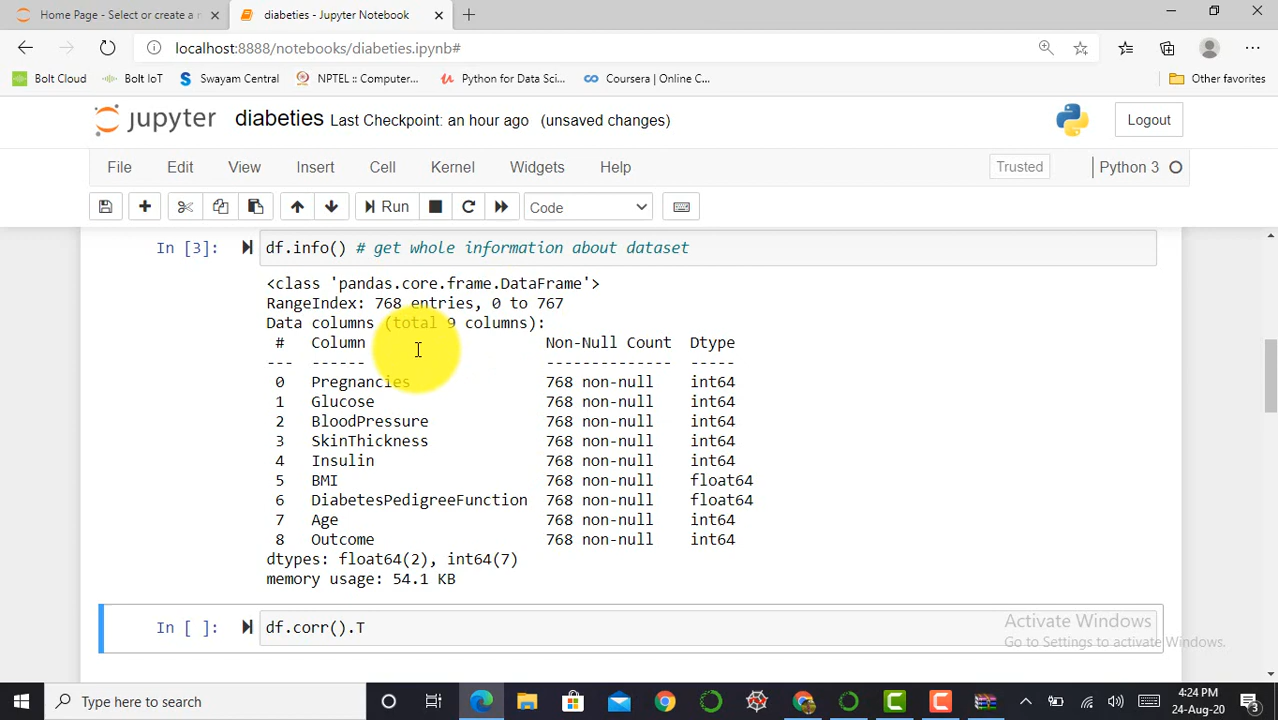 Home Page - Select or create a n
diabeties - Jupyter Notebook
localhost:8888/notebooks/diabeties.ipynb#
Bolt Cloud
Bolt IoT
Swayam Central
NPTEL :: Computer...
Python for Data Sci...
Coursera | Online C...
Other favorites
jupyter
diabeties Last Checkpoint: an hour ago (unsaved changes)
Logout
File Edit View Insert Cell Kernel Widgets Help
Trusted
Python 3
Run
Code
In [3]: df.info() # get whole information about dataset
<class 'pandas.core.frame.DataFrame'>
RangeIndex: 768 entries, 0 to 767
Data columns (total 9 columns):
# Column Non-Null Count Dtype
--- ------ -------------- -----
0 Pregnancies 768 non-null int64
1 Glucose 768 non-null int64
2 BloodPressure 768 non-null int64
3 SkinThickness 768 non-null int64
4 Insulin 768 non-null int64
5 BMI 768 non-null float64
6 DiabetesPedigreeFunction 768 non-null float64
7 Age 768 non-null int64
8 Outcome 768 non-null int64
dtypes: float64(2), int64(7)
memory usage: 54.1 KB
In [ ]: df.corr().T
Activate Windows
Go to Settings to activate Windows.
Type here to search
4:24 PM
24-Aug-20
3